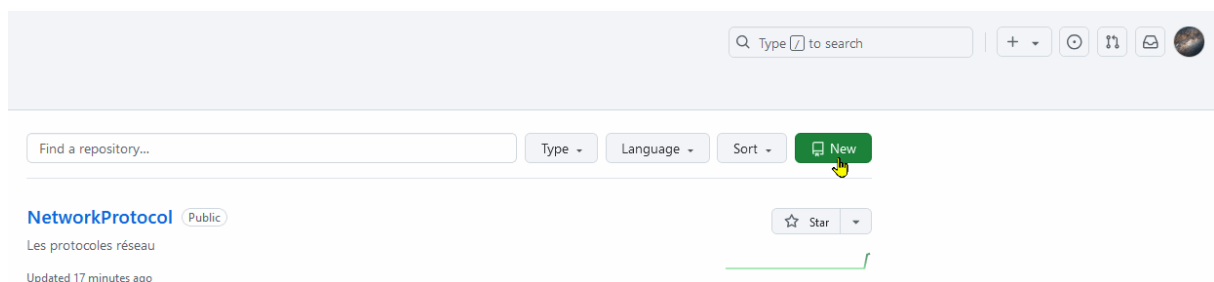 Type / to search
Find a repository... Type Language Sort New
NetworkProtocol Public Star
Les protocoles réseau
Updated 17 minutes ago